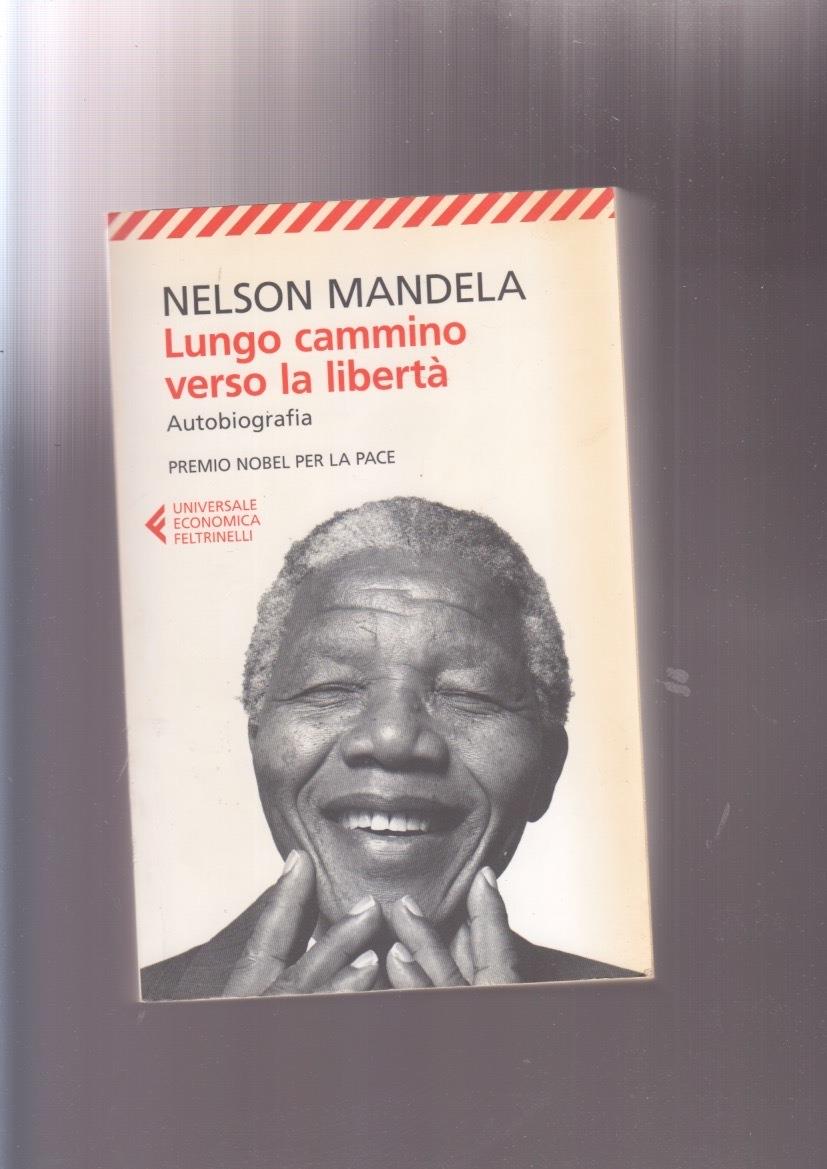 NELSON MANDELA
Lungo cammino
verso la libertà
Autobiografia
PREMIO NOBEL PER LA PACE
UNIVERSALE
ECONOMICA
FELTRINELLI